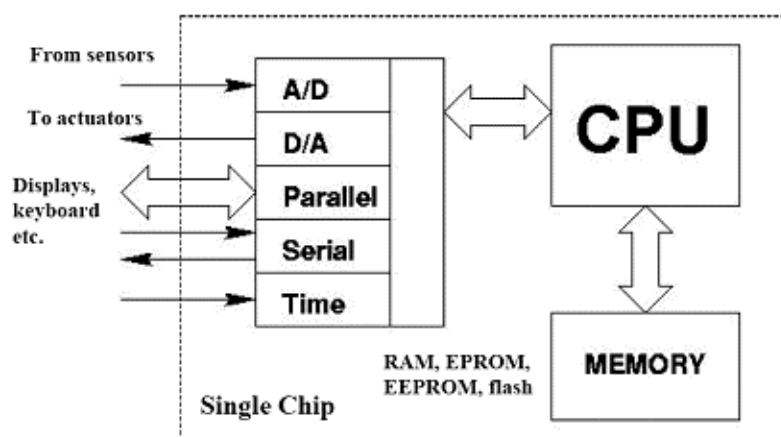 From sensors
To actuators
Displays,
keyboard
etc.
A/D
D/A
Parallel
Serial
Time
CPU
MEMORY
RAM, EPROM,
EEPROM, flash
Single Chip